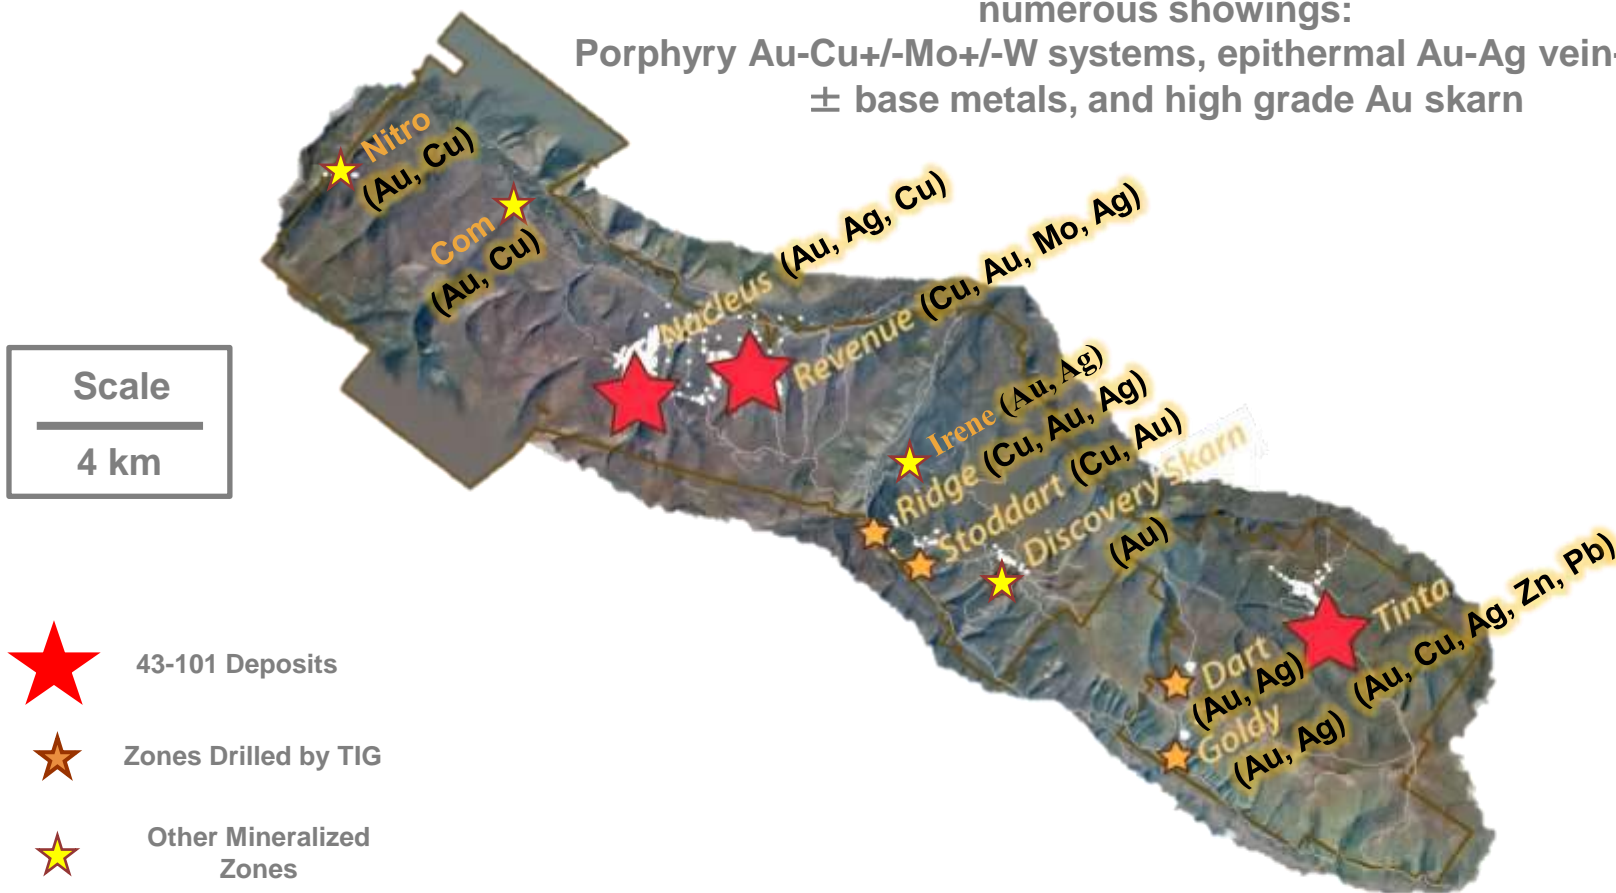 numerous showings:
Porphyry Au-Cu+/-Mo+/-W systems, epithermal Au-Ag vein-
± base metals, and high grade Au skarn
Nitro
(Au, Cu)
Com
(Au, Cu)
Nucleus (Au, Ag, Cu)
Revenue (Cu, Au, Mo, Ag)
Irene (Au, Ag)
Ridge (Cu, Au, Ag)
Stoddart (Cu, Au)
Discovery Skarn
(Au)
Tinta
(Au, Cu, Ag, Zn, Pb)
Dart
(Au, Ag)
Goldy
(Au, Ag)
Scale
4 km
43-101 Deposits
Zones Drilled by TIG
Other Mineralized
Zones